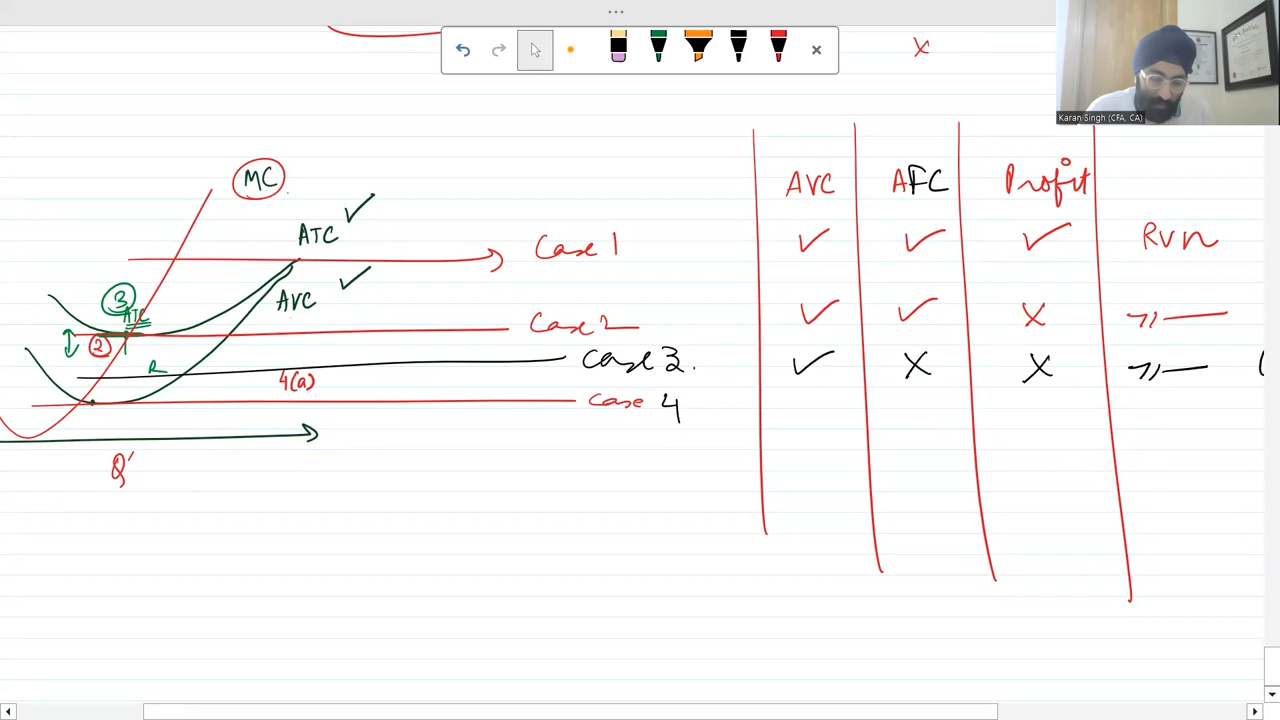 x
Karan Singh (CFA, CA)
MC
AVC AFC Profit
ATC ✓
✓ ✓ ✓ Run
Case 1
3
AVC ✓
ATC
Case 2
✓ ✓ x —〃—
2
Case 3.
✓ x x —〃— (
R
4(a)
Case 4
Q'